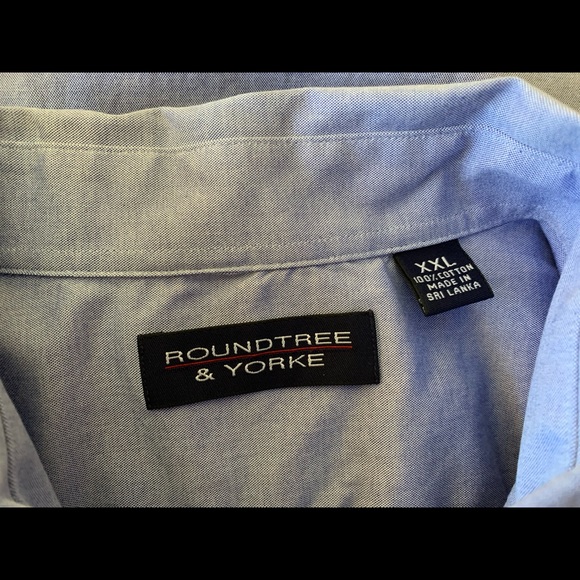 ROUNDTREE
& YORKE
XXL
100% COTTON
MADE IN
SRI LANKA